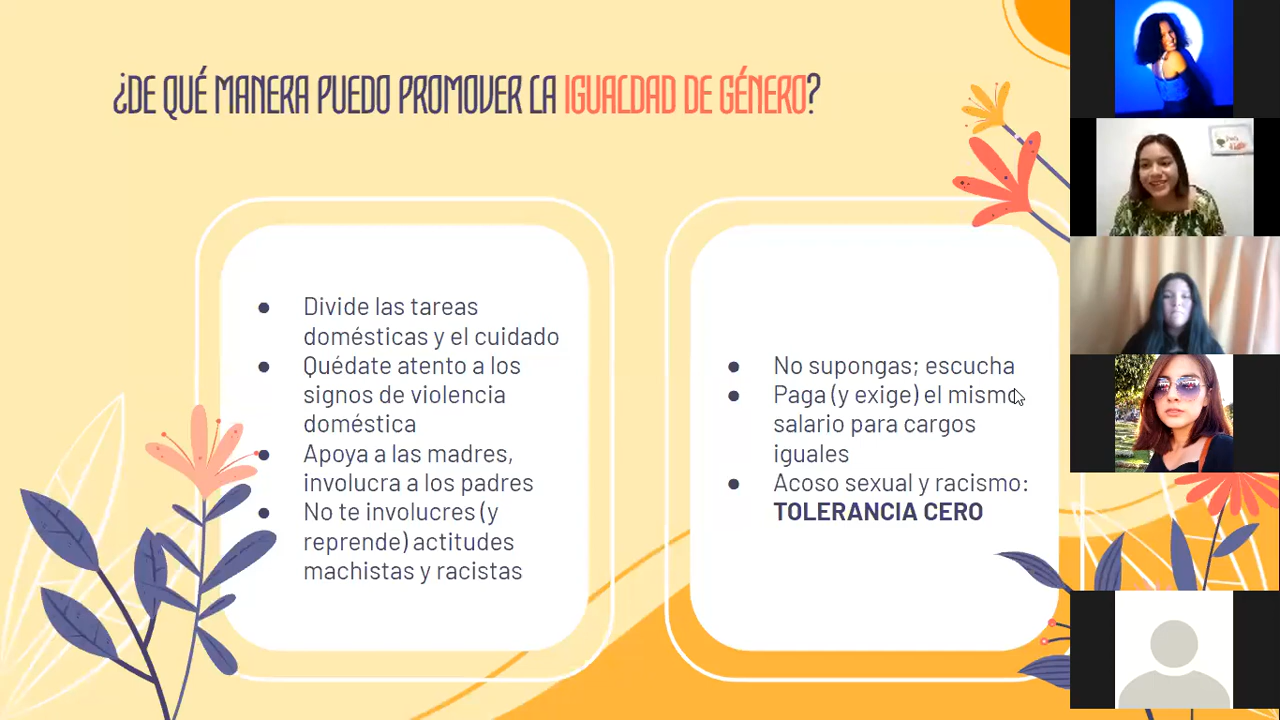 ¿DE QUÉ MANERA PUEDO PROMOVER LA IGUALDAD DE GÉNERO?
● Divide las tareas
domésticas y el cuidado
● Quédate atento a los
signos de violencia
doméstica
● Apoya a las madres,
involucra a los padres
● No te involucres (y
reprende) actitudes
machistas y racistas
● No supongas; escucha
● Paga (y exige) el mismo
salario para cargos
iguales
● Acoso sexual y racismo:
TOLERANCIA CERO